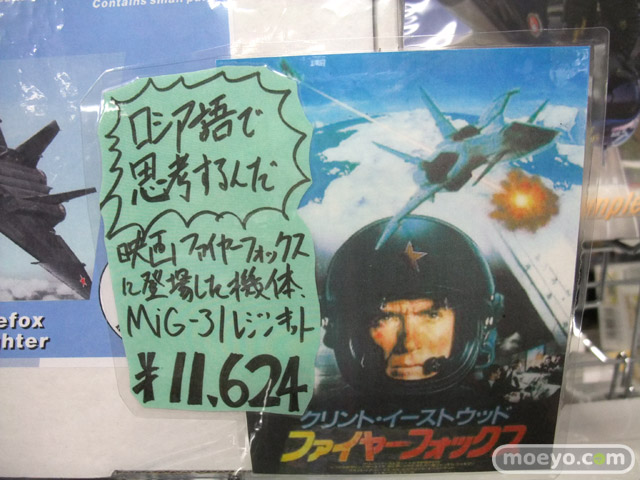 Contains small pa
ロシア語で
思考するんだ
映画ファイヤーフォックス
に登場した機体、
MiG-31レジンキット
¥11,624
efox
hter
クリント・イーストウッド
ファイヤーフォックス
moeyo.com